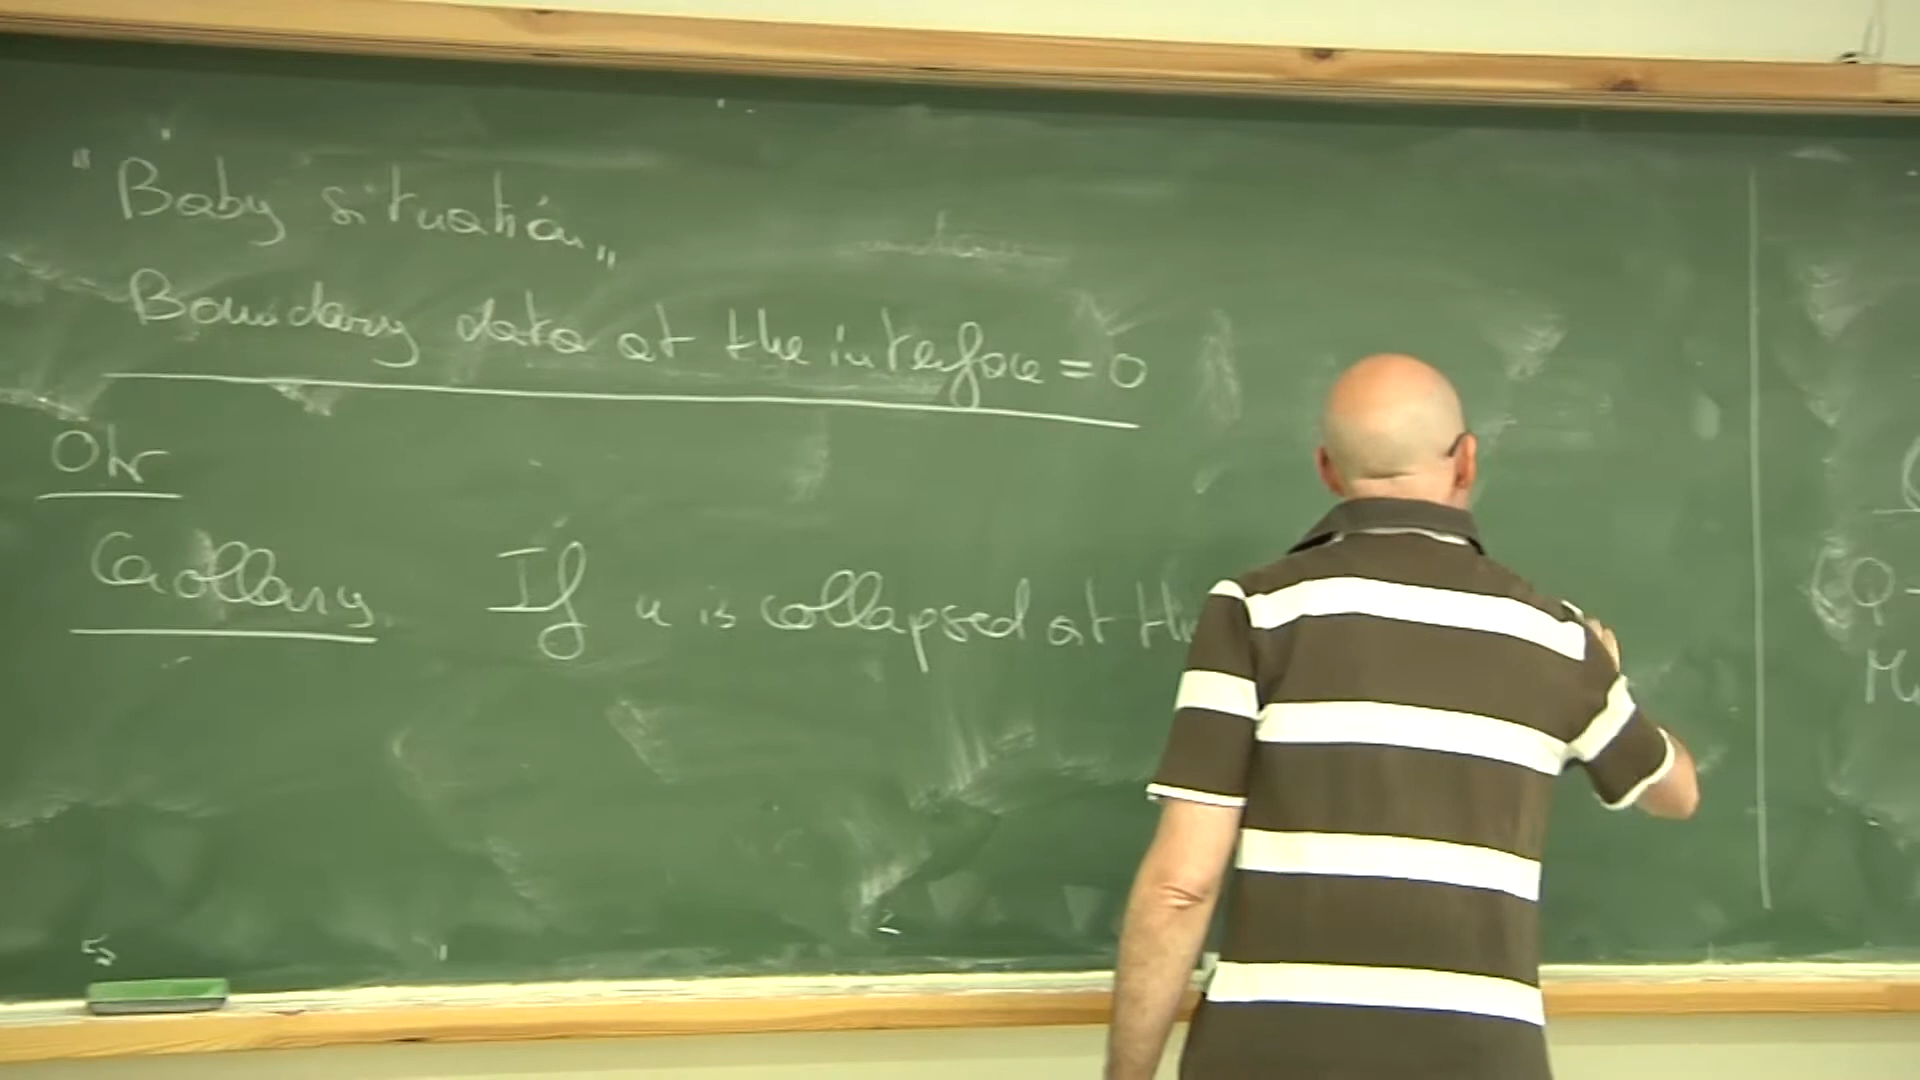 "Baby situation„
Boundary data at the interface = 0
Ok
Corollary. If u is collapsed at the
Q -